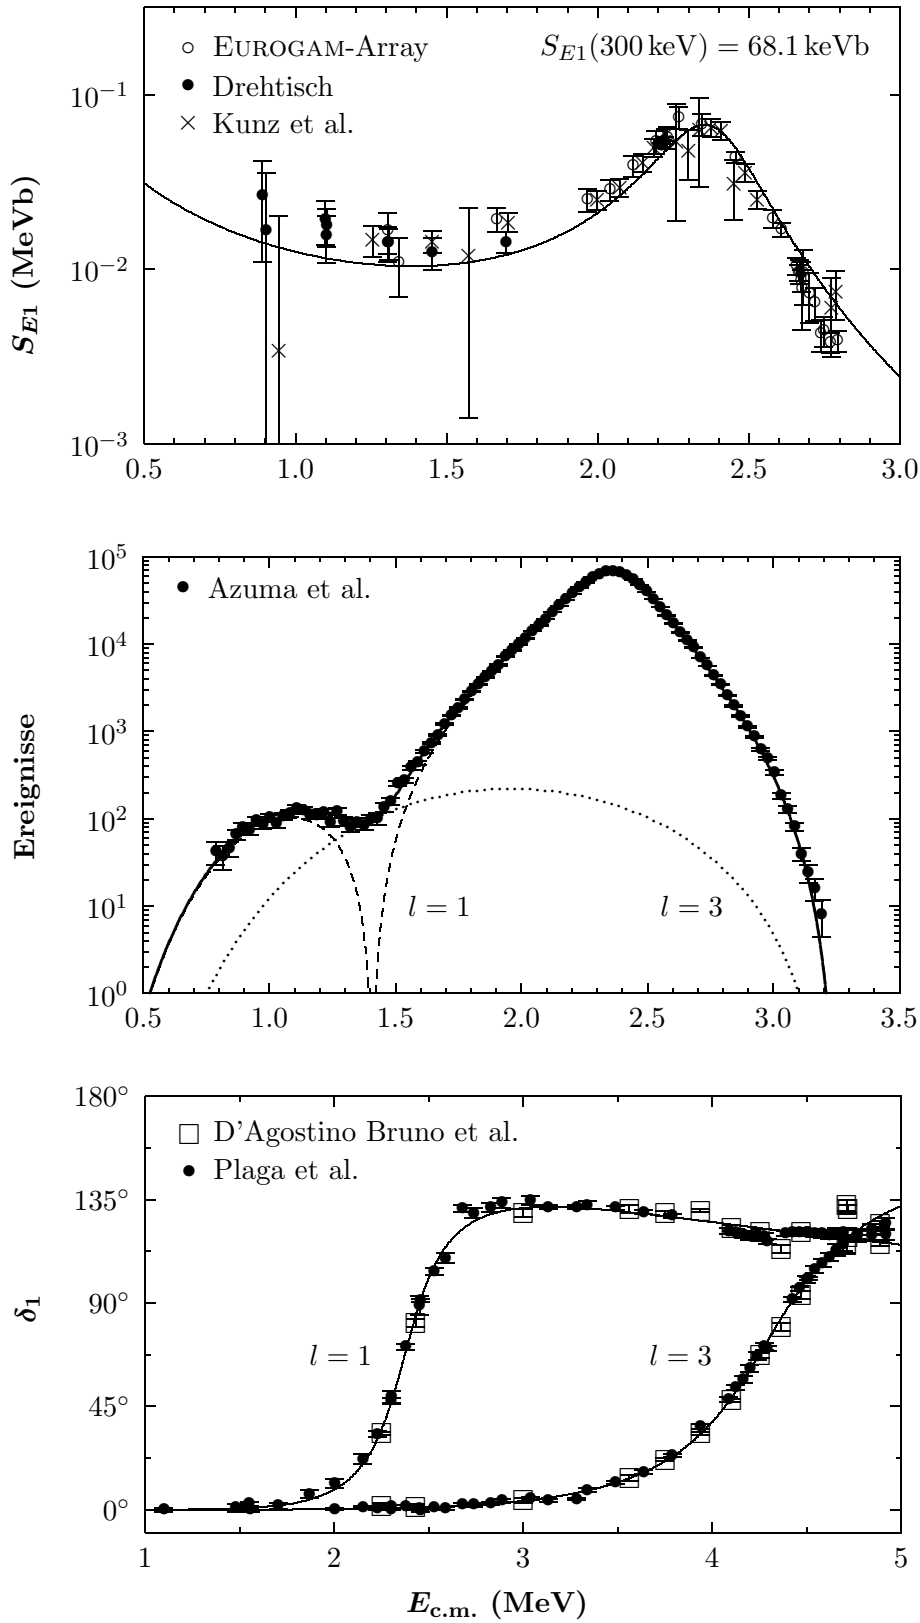 EUROGAM-Array
Drehtisch
Kunz et al.
S_{E1}(300 keV) = 68.1 keVb
10^{-1}
10^{-2}
10^{-3}
S_{E1} (MeVb)
0.5 1.0 1.5 2.0 2.5 3.0
Azuma et al.
10^5
10^4
10^3
10^2
10^1
10^0
Ereignisse
l = 1
l = 3
0.5 1.0 1.5 2.0 2.5 3.0 3.5
D'Agostino Bruno et al.
Plaga et al.
180°
135°
90°
45°
0°
δ_1
l = 1
l = 3
1 2 3 4 5
E_{c.m.} (MeV)